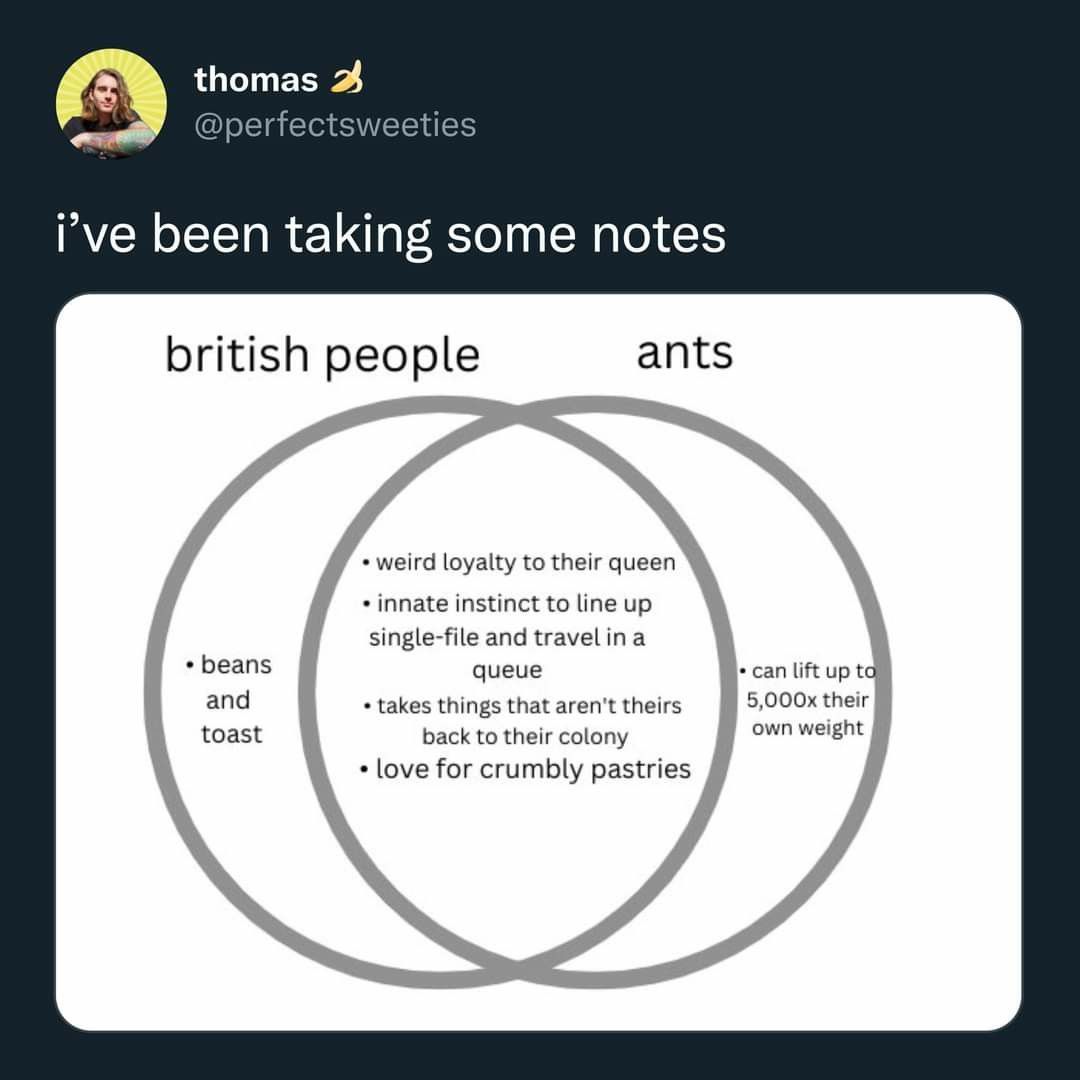 thomas 🍌
@perfectsweeties
i’ve been taking some notes
british people
ants
• beans
and
toast
• weird loyalty to their queen
• innate instinct to line up
single-file and travel in a
queue
• takes things that aren't theirs
back to their colony
• love for crumbly pastries
• can lift up to
5,000x their
own weight